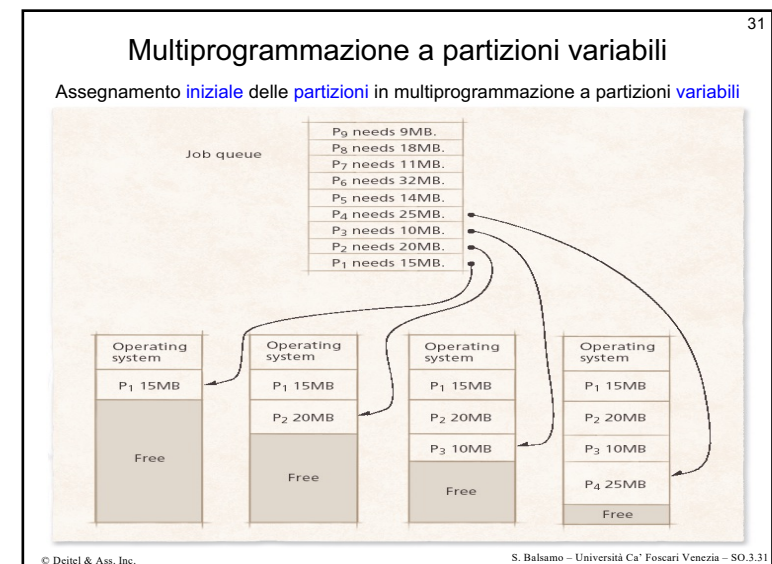 31
Multiprogrammazione a partizioni variabili
Assegnamento iniziale delle partizioni in multiprogrammazione a partizioni variabili
Job queue
P₉ needs 9MB.
P₈ needs 18MB.
P₇ needs 11MB.
P₆ needs 32MB.
P₅ needs 14MB.
P₄ needs 25MB.
P₃ needs 10MB.
P₂ needs 20MB.
P₁ needs 15MB.
Operating
system
P₁ 15MB
Free
Operating
system
P₁ 15MB
P₂ 20MB
Free
Operating
system
P₁ 15MB
P₂ 20MB
P₃ 10MB
Free
Operating
system
P₁ 15MB
P₂ 20MB
P₃ 10MB
P₄ 25MB
Free
© Deitel & Ass. Inc.
S. Balsamo – Università Ca' Foscari Venezia – SO.3.31